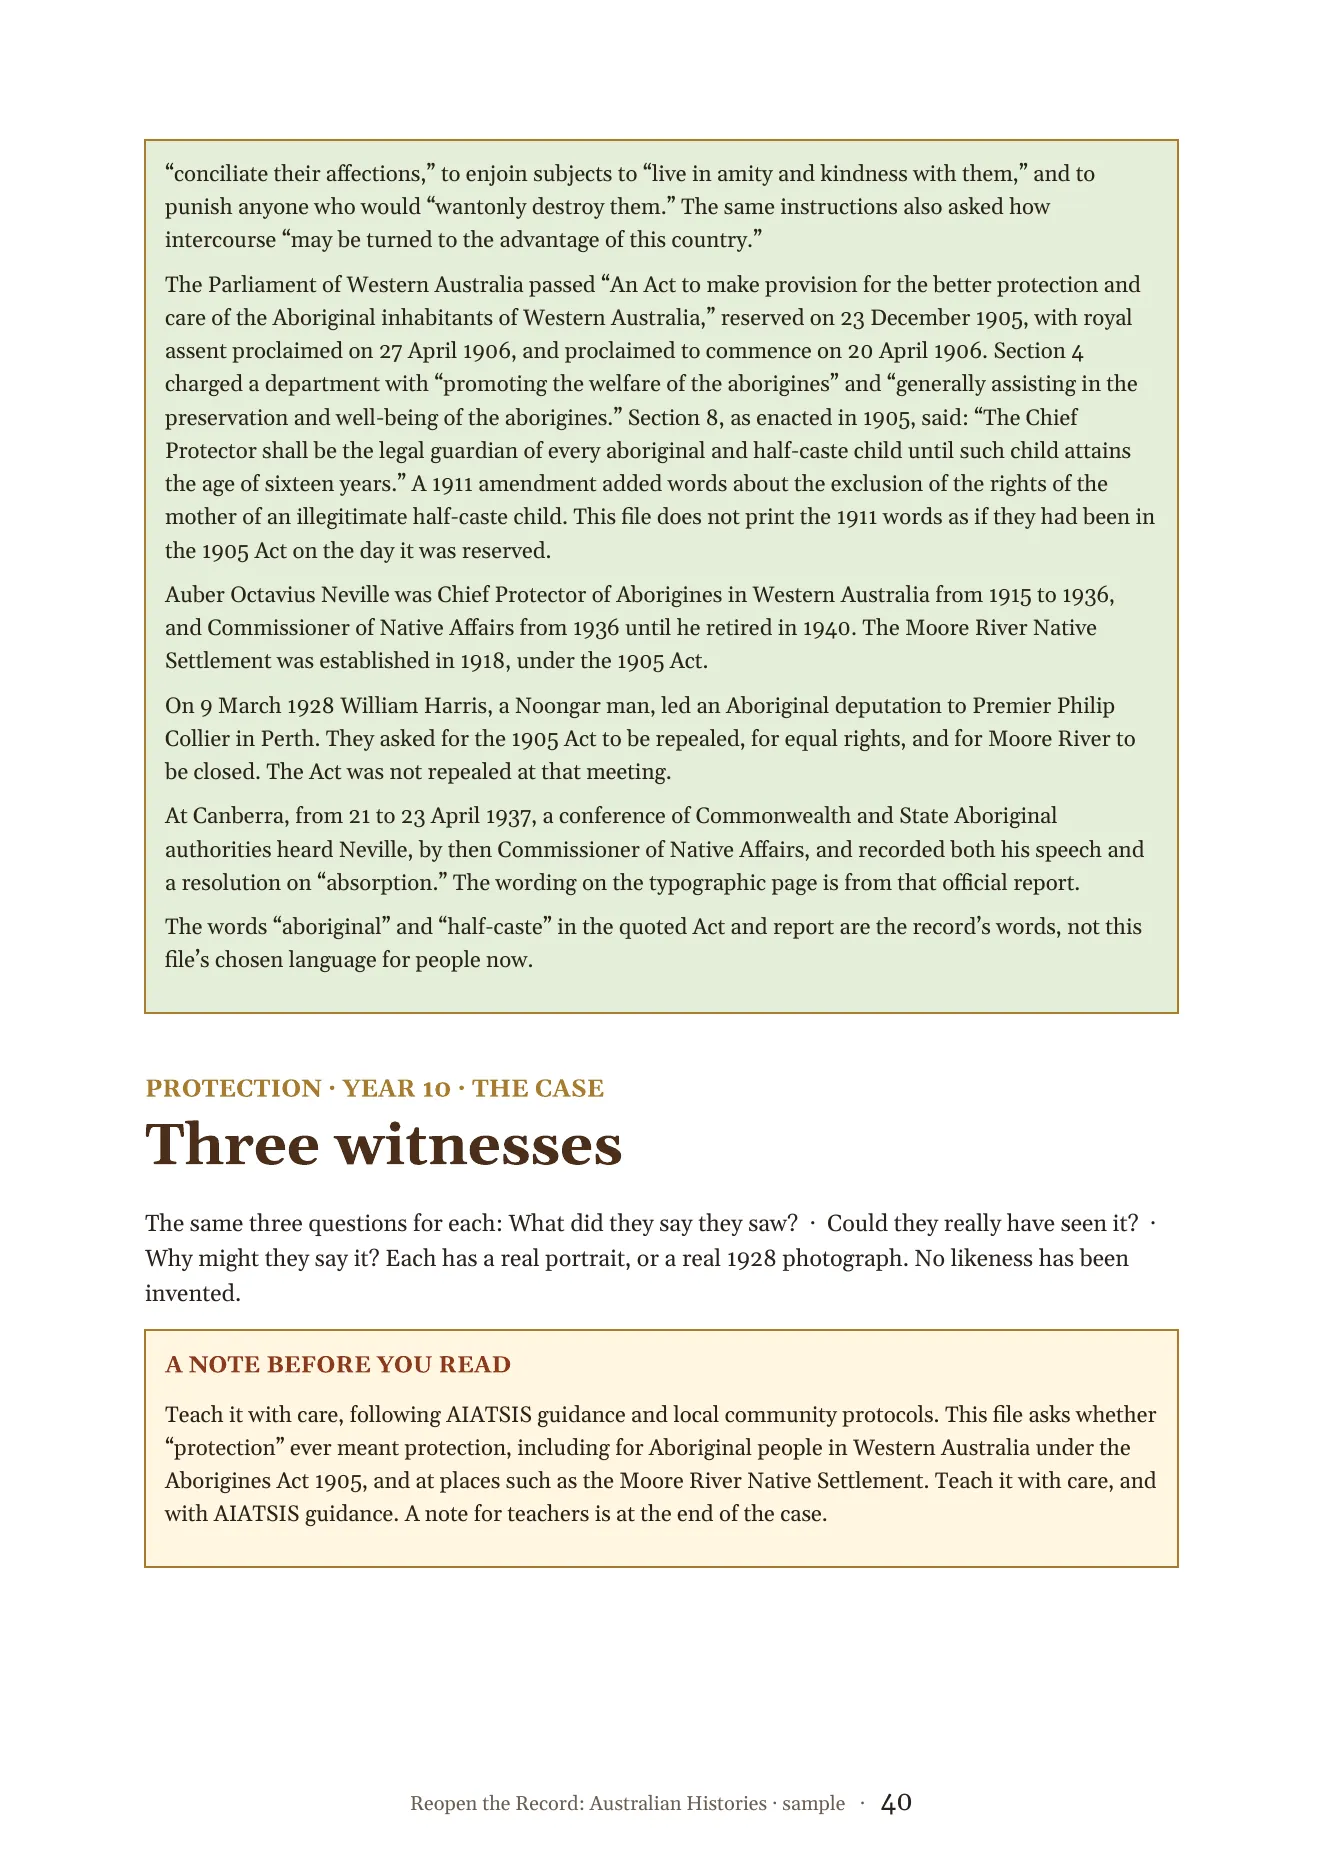 “conciliate their affections,” to enjoin subjects to “live in amity and kindness with them,” and to
punish anyone who would “wantonly destroy them.” The same instructions also asked how
intercourse “may be turned to the advantage of this country.”
The Parliament of Western Australia passed “An Act to make provision for the better protection and
care of the Aboriginal inhabitants of Western Australia,” reserved on 23 December 1905, with royal
assent proclaimed on 27 April 1906, and proclaimed to commence on 20 April 1906. Section 4
charged a department with “promoting the welfare of the aborigines” and “generally assisting in the
preservation and well-being of the aborigines.” Section 8, as enacted in 1905, said: “The Chief
Protector shall be the legal guardian of every aboriginal and half-caste child until such child attains
the age of sixteen years.” A 1911 amendment added words about the exclusion of the rights of the
mother of an illegitimate half-caste child. This file does not print the 1911 words as if they had been in
the 1905 Act on the day it was reserved.
Auber Octavius Neville was Chief Protector of Aborigines in Western Australia from 1915 to 1936,
and Commissioner of Native Affairs from 1936 until he retired in 1940. The Moore River Native
Settlement was established in 1918, under the 1905 Act.
On 9 March 1928 William Harris, a Noongar man, led an Aboriginal deputation to Premier Philip
Collier in Perth. They asked for the 1905 Act to be repealed, for equal rights, and for Moore River to
be closed. The Act was not repealed at that meeting.
At Canberra, from 21 to 23 April 1937, a conference of Commonwealth and State Aboriginal
authorities heard Neville, by then Commissioner of Native Affairs, and recorded both his speech and
a resolution on “absorption.” The wording on the typographic page is from that official report.
The words “aboriginal” and “half-caste” in the quoted Act and report are the record’s words, not this
file’s chosen language for people now.
PROTECTION · YEAR 10 · THE CASE
Three witnesses
The same three questions for each: What did they say they saw? · Could they really have seen it? ·
Why might they say it? Each has a real portrait, or a real 1928 photograph. No likeness has been
invented.
A NOTE BEFORE YOU READ
Teach it with care, following AIATSIS guidance and local community protocols. This file asks whether
“protection” ever meant protection, including for Aboriginal people in Western Australia under the
Aborigines Act 1905, and at places such as the Moore River Native Settlement. Teach it with care, and
with AIATSIS guidance. A note for teachers is at the end of the case.
Reopen the Record: Australian Histories · sample · 40